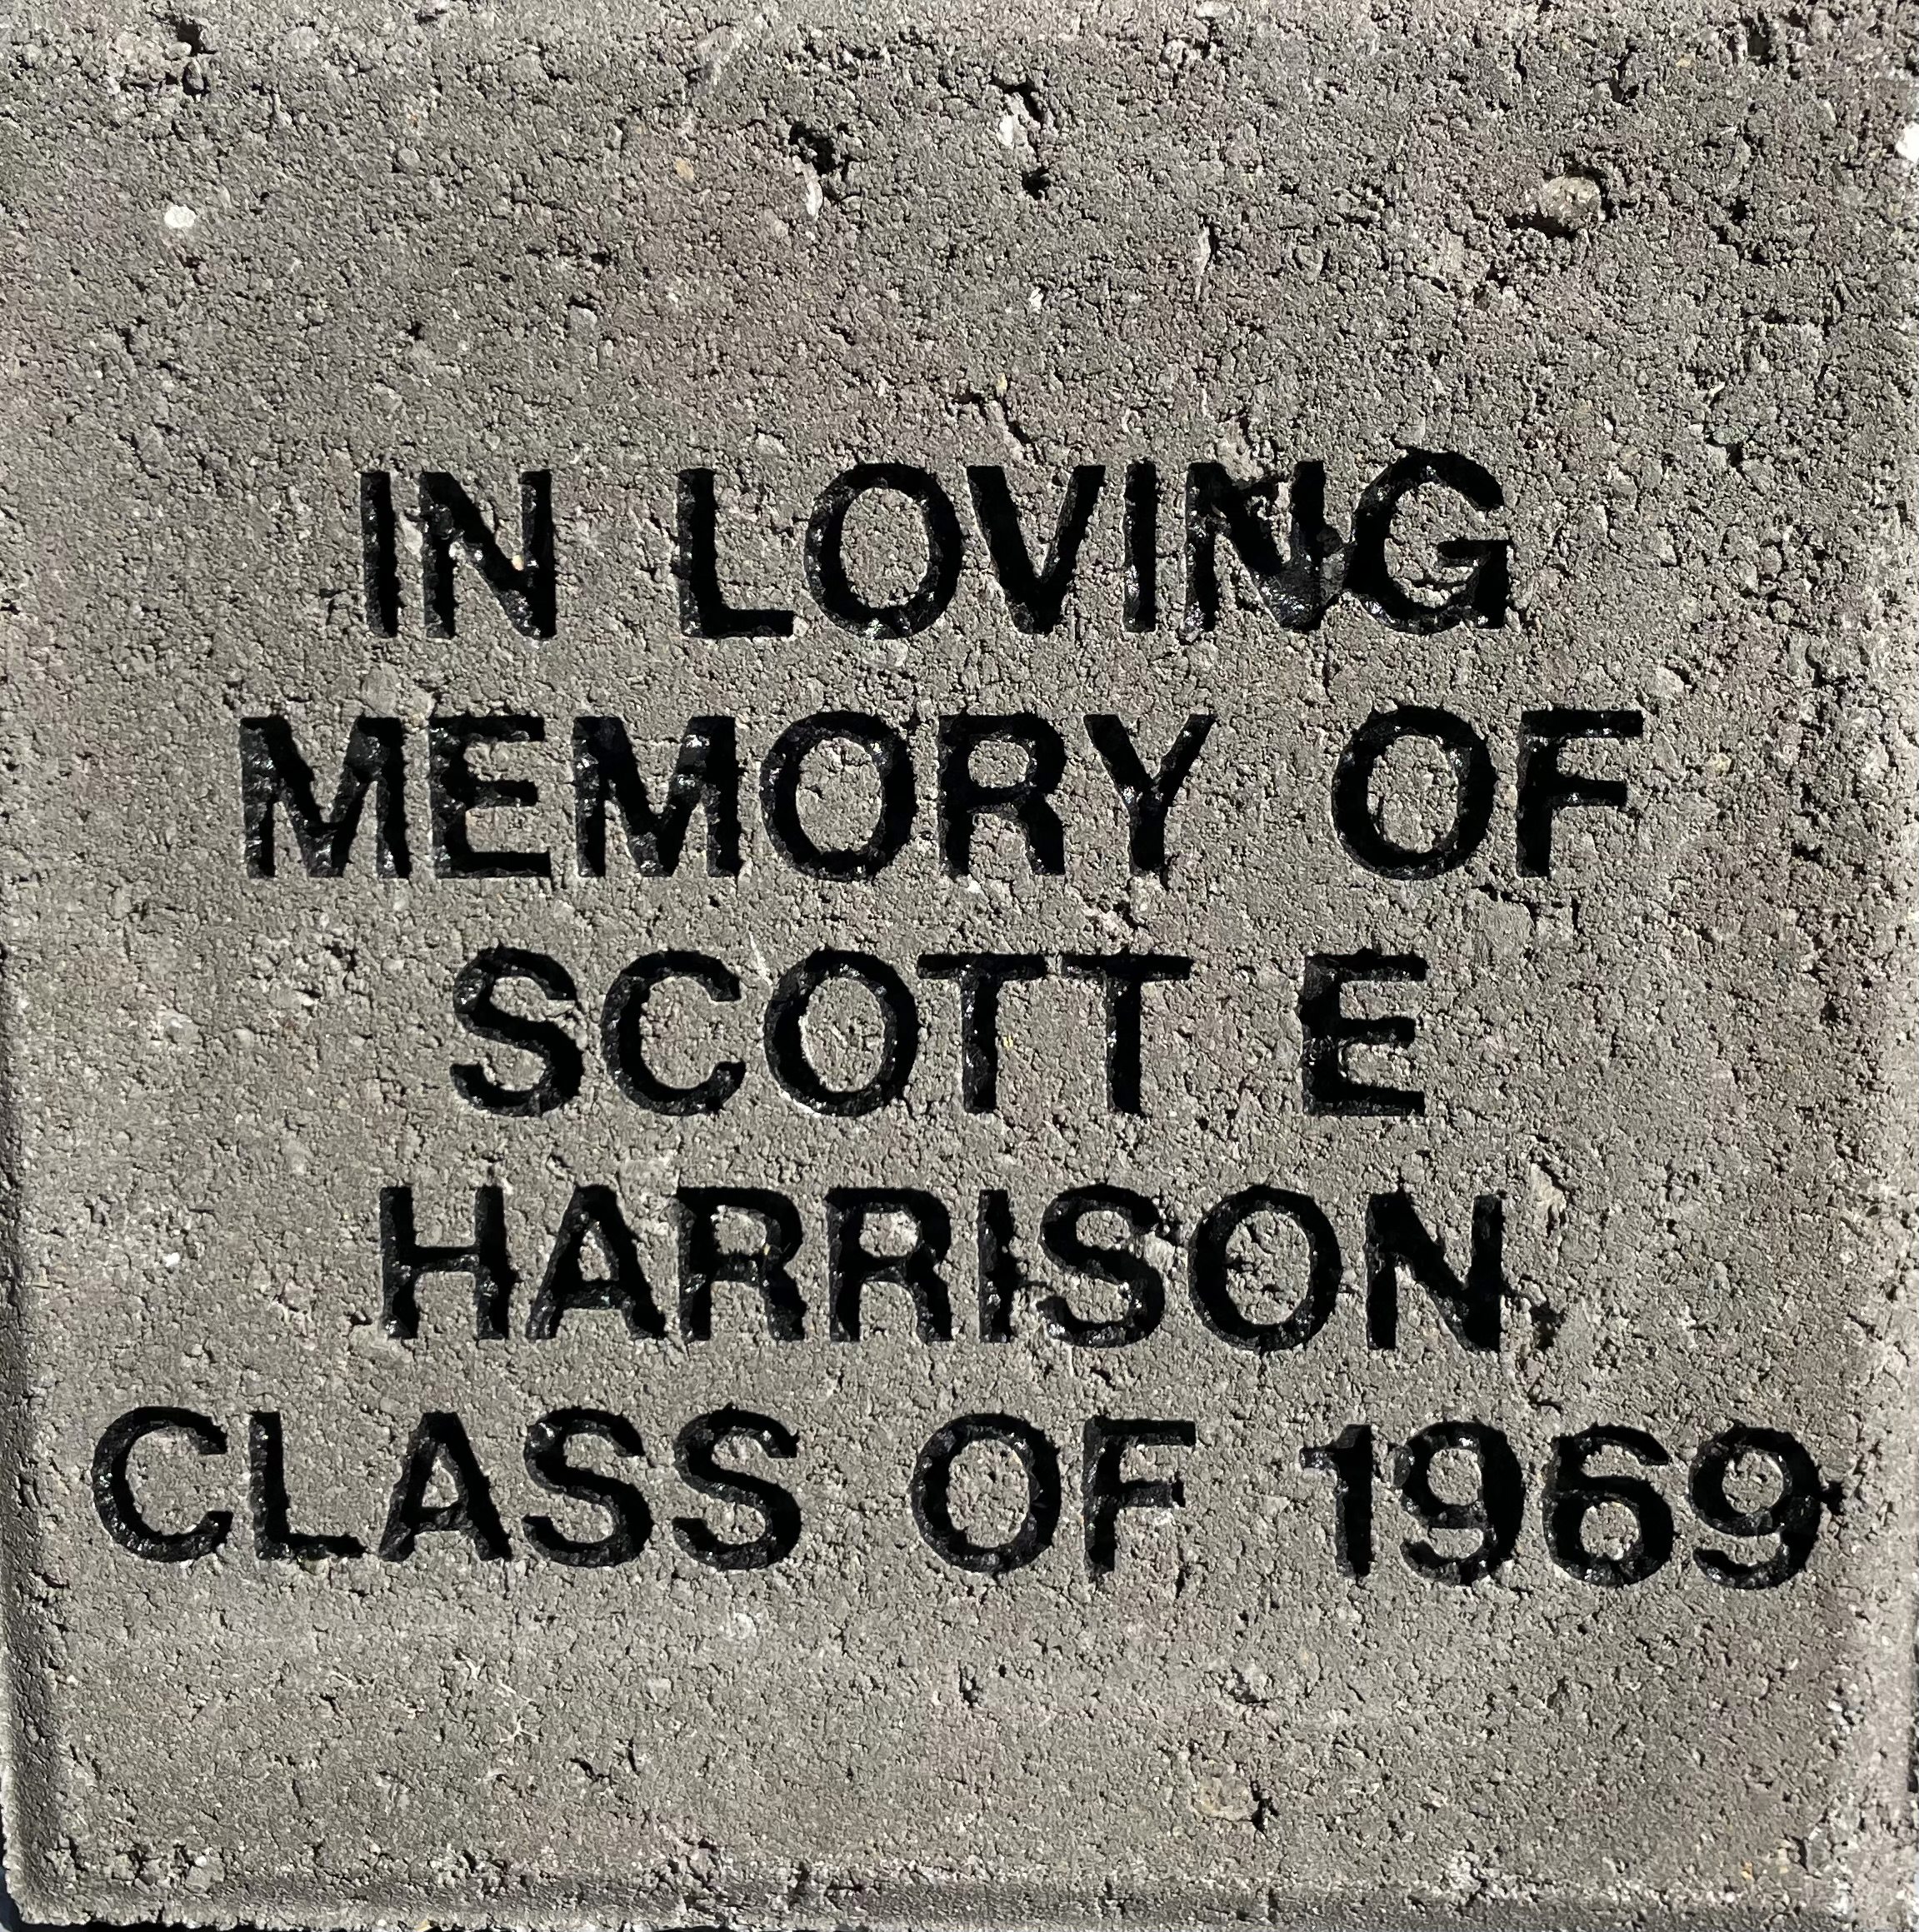 IN LOVING
MEMORY OF
SCOTT E
HARRISON,
CLASS OF 1969